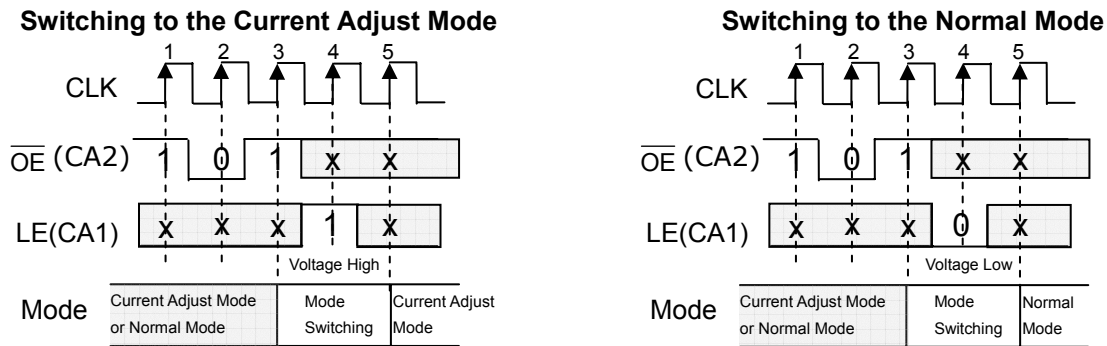 Switching to the Current Adjust Mode
1 2 3 4 5
CLK
OE (CA2) 1 0 1 x x
LE(CA1) x x x 1 x
Voltage High
Mode
Current Adjust Mode
or Normal Mode
Mode
Switching
Current Adjust
Mode
Switching to the Normal Mode
1 2 3 4 5
CLK
OE (CA2) 1 0 1 x x
LE(CA1) x x x 0 x
Voltage Low
Mode
Current Adjust Mode
or Normal Mode
Mode
Switching
Normal
Mode